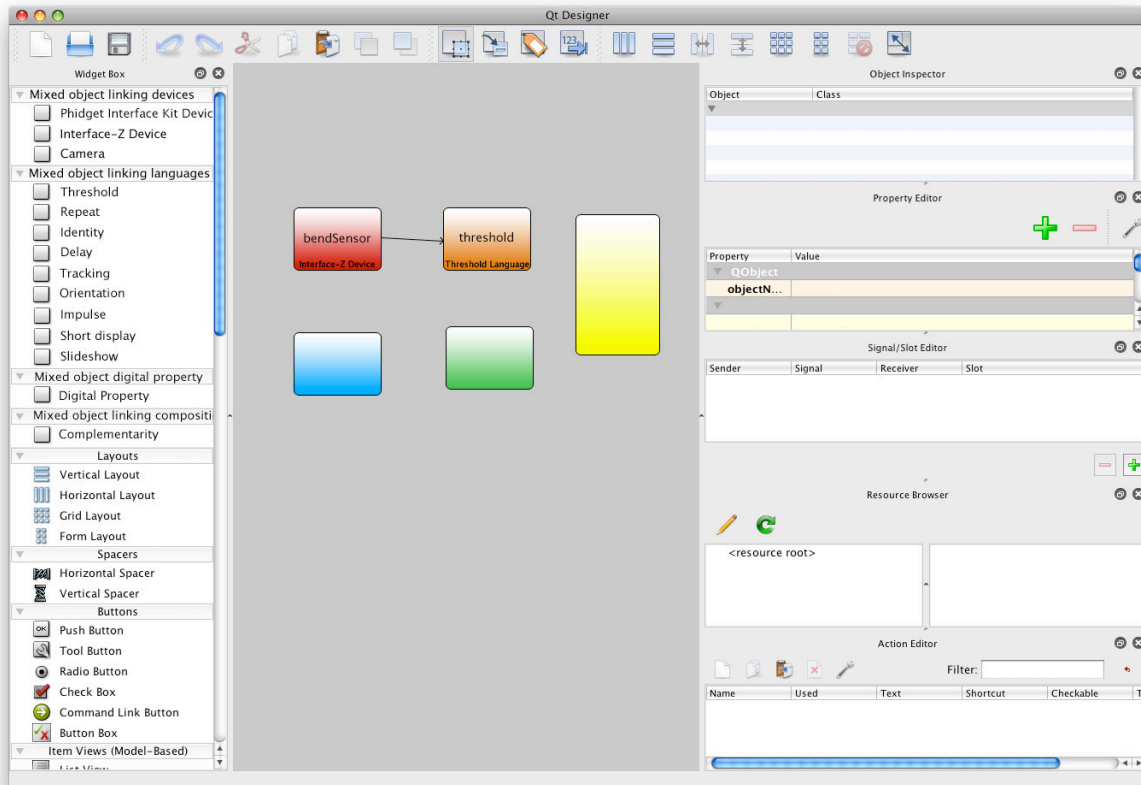 Qt Designer
123
Widget Box
Mixed object linking devices
Phidget Interface Kit Devic
Interface-Z Device
Camera
Mixed object linking languages
Threshold
Repeat
Identity
Delay
Tracking
Orientation
Impulse
Short display
Slideshow
Mixed object digital property
Digital Property
Mixed object linking compositi
Complementarity
Layouts
Vertical Layout
Horizontal Layout
Grid Layout
Form Layout
Spacers
Horizontal Spacer
Vertical Spacer
Buttons
OK Push Button
Tool Button
Radio Button
Check Box
Command Link Button
Button Box
Item Views (Model-Based)
List View
bendSensor
Interface-Z Device
threshold
Threshold Language
Object Inspector
Object Class
Property Editor
Property Value
QObject
objectN...
Signal/Slot Editor
Sender Signal Receiver Slot
Resource Browser
<resource root>
Action Editor
Filter:
Name Used Text Shortcut Checkable T